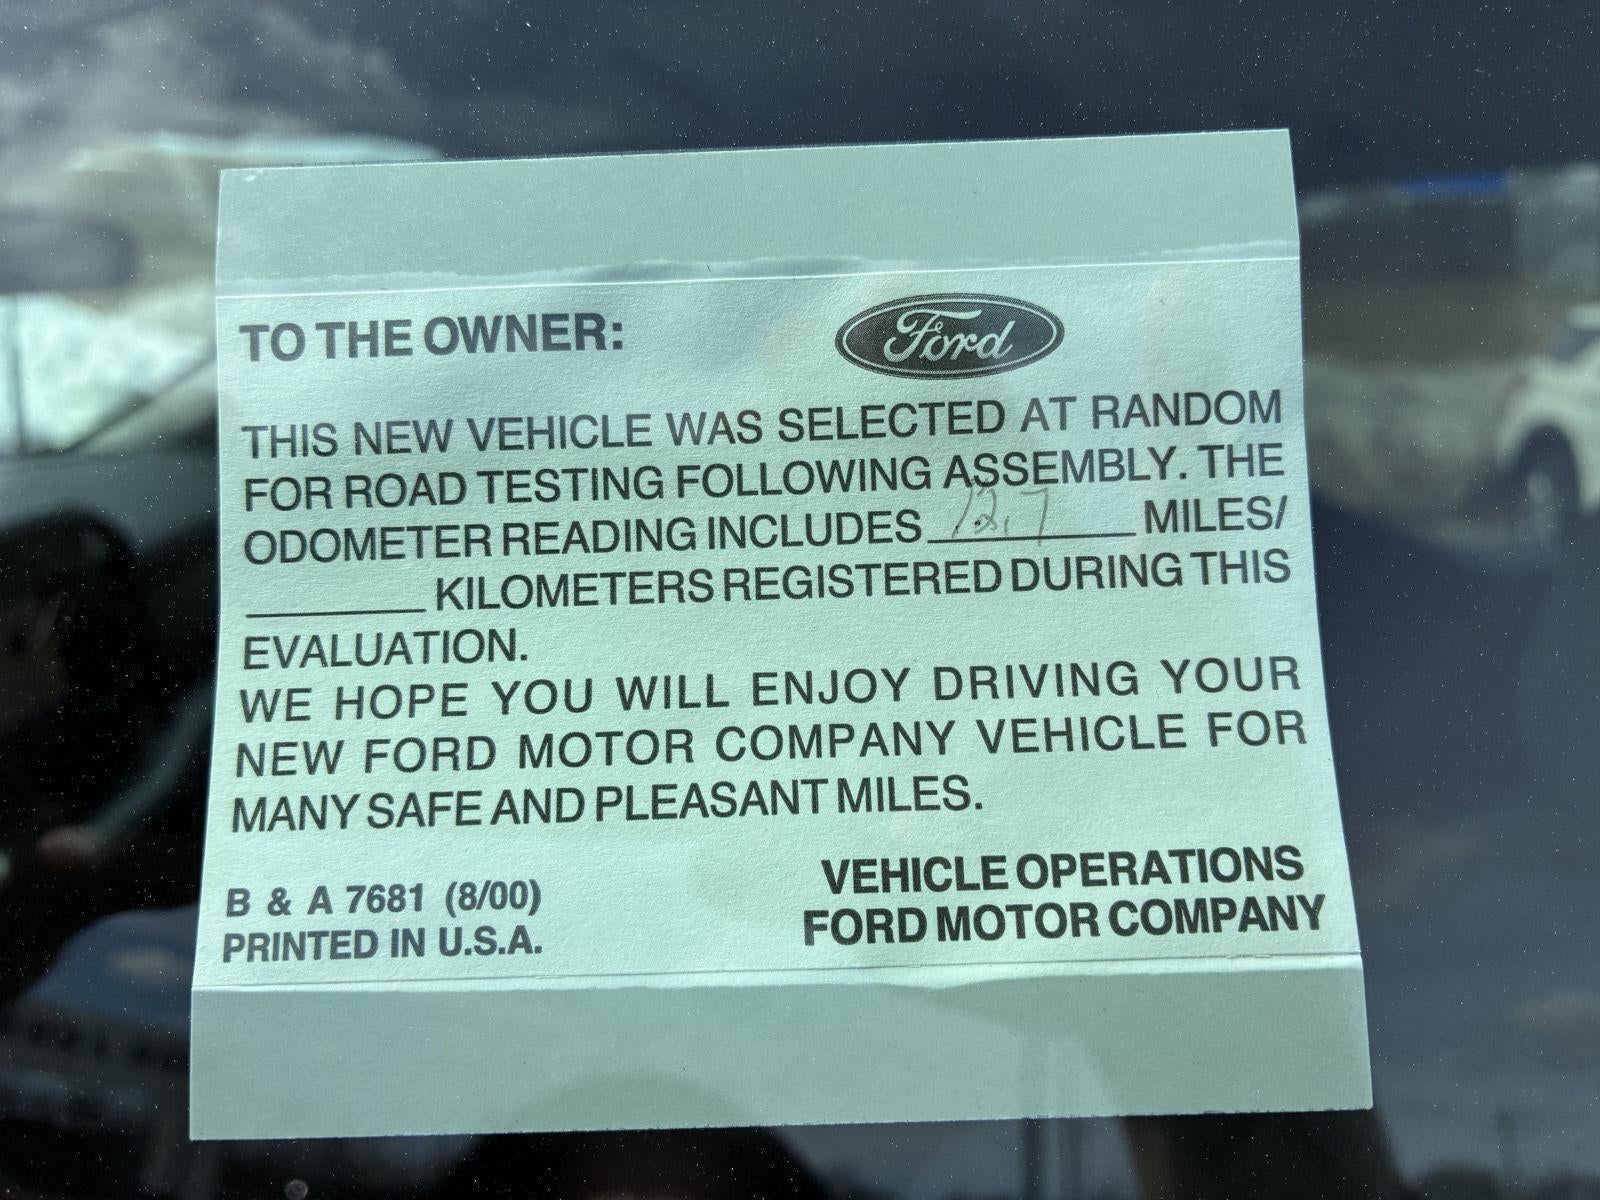 TO THE OWNER:
Ford
THIS NEW VEHICLE WAS SELECTED AT RANDOM
FOR ROAD TESTING FOLLOWING ASSEMBLY. THE
ODOMETER READING INCLUDES 12.7 MILES/
KILOMETERS REGISTERED DURING THIS
EVALUATION.
WE HOPE YOU WILL ENJOY DRIVING YOUR
NEW FORD MOTOR COMPANY VEHICLE FOR
MANY SAFE AND PLEASANT MILES.
B & A 7681 (8/00)
PRINTED IN U.S.A.
VEHICLE OPERATIONS
FORD MOTOR COMPANY